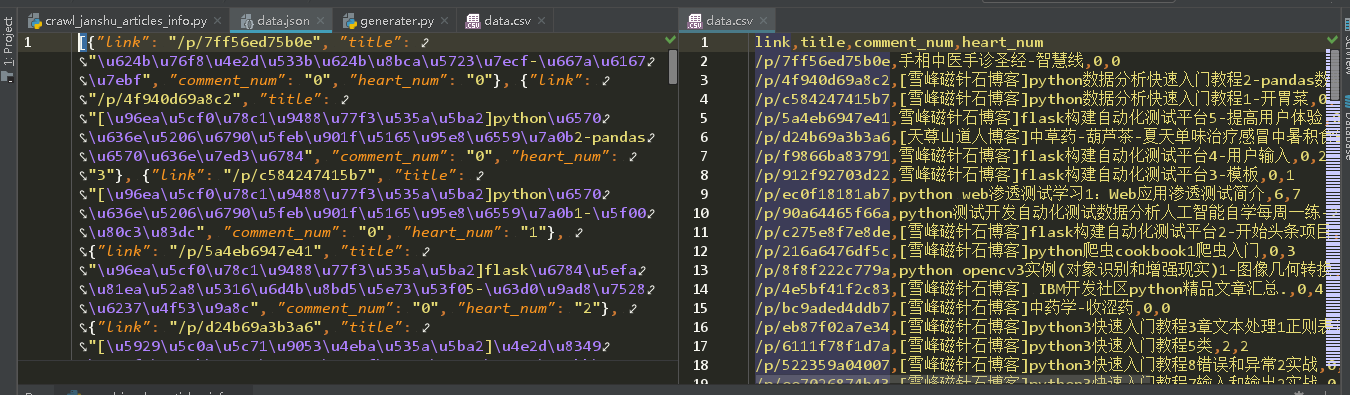 crawl_janshu_articles_info.py data.json generater.py data.csv
data.csv
1: Project
1 [{"link": "/p/7ff56ed75b0e", "title":
"\u624b\u76f8\u4e2d\u533b\u624b\u8bca\u5723\u7ecf-\u667a\u6167
\u7ebf", "comment_num": "0", "heart_num": "0"}, {"link":
"/p/4f940d69a8c2", "title":
"[\u96ea\u5cf0\u78c1\u9488\u77f3\u535a\u5ba2]python\u6570
\u636e\u5206\u6790\u5feb\u901f\u5165\u95e8\u6559\u7a0b2-pandas
\u6570\u636e\u7ed3\u6784", "comment_num": "0", "heart_num":
"3"}, {"link": "/p/c584247415b7", "title":
"[\u96ea\u5cf0\u78c1\u9488\u77f3\u535a\u5ba2]python\u6570
\u636e\u5206\u6790\u5feb\u901f\u5165\u95e8\u6559\u7a0b1-\u5f00
\u80c3\u83dc", "comment_num": "0", "heart_num": "1"},
{"link": "/p/5a4eb6947e41", "title":
"\u96ea\u5cf0\u78c1\u9488\u77f3\u535a\u5ba2]flask\u6784\u5efa
\u81ea\u52a8\u5316\u6d4b\u8bd5\u5e73\u53f05-\u63d0\u9ad8\u7528
\u6237\u4f53\u9a8c", "comment_num": "0", "heart_num": "2"},
{"link": "/p/d24b69a3b3a6", "title":
"[\u5929\u5c0a\u5c71\u9053\u4eba\u535a\u5ba2]\u4e2d\u8349
1 link,title,comment_num,heart_num
2 /p/7ff56ed75b0e,手相中医手诊圣经-智慧线,0,0
3 /p/4f940d69a8c2,[雪峰磁针石博客]python数据分析快速入门教程2-pandas数
4 /p/c584247415b7,[雪峰磁针石博客]python数据分析快速入门教程1-开胃菜,0
5 /p/5a4eb6947e41,雪峰磁针石博客]flask构建自动化测试平台5-提高用户体验
6 /p/d24b69a3b3a6,[天尊山道人博客]中草药-葫芦茶-夏天单味治疗感冒中暑积食
7 /p/f9866ba83791,雪峰磁针石博客]flask构建自动化测试平台4-用户输入,0,2
8 /p/912f92703d22,雪峰磁针石博客]flask构建自动化测试平台3-模板,0,1
9 /p/ec0f18181ab7,python web渗透测试学习1：Web应用渗透测试简介,6,7
10 /p/90a64465f66a,python测试开发自动化测试数据分析人工智能自学每周一练-
11 /p/c275e8f7e8de,[雪峰磁针石博客]flask构建自动化测试平台2-开始头条项目
12 /p/216a6476df5c,[雪峰磁针石博客]python爬虫cookbook1爬虫入门,0,3
13 /p/8f8f222c779a,python opencv3实例(对象识别和增强现实)1-图像几何转换
14 /p/4e5bf41f2c83,[雪峰磁针石博客] IBM开发社区python精品文章汇总.,0,4
15 /p/bc9aded4ddb7,[雪峰磁针石博客]中药学-收涩药,0,0
16 /p/eb87f02a7e34,[雪峰磁针石博客]python3快速入门教程3章文本处理1正则表
17 /p/6111f78f1d7a,[雪峰磁针石博客]python3快速入门教程5类,2,2
18 /p/522359a04007,[雪峰磁针石博客]python3快速入门教程8错误和异常2实战,0
Database